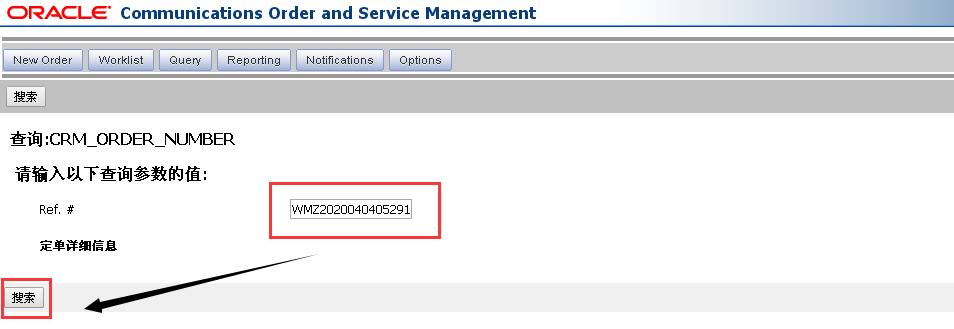 ORACLE Communications Order and Service Management
New Order Worklist Query Reporting Notifications Options
搜索
查询:CRM_ORDER_NUMBER
请输入以下查询参数的值:
Ref. # WMZ2020040405291
定单详细信息
搜索